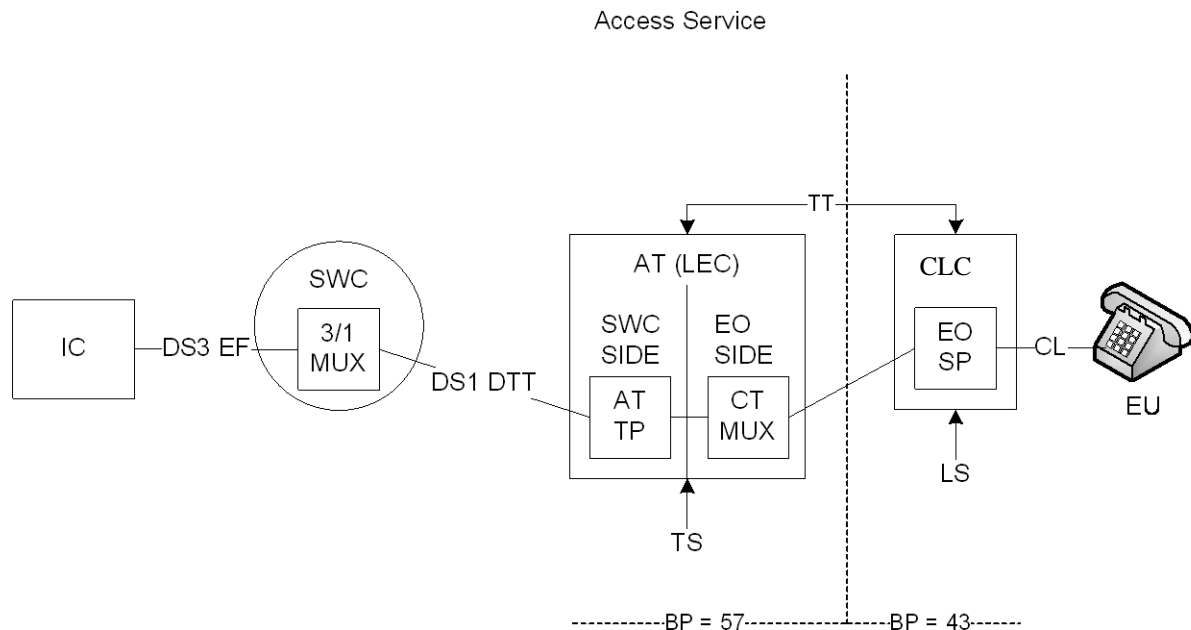 Access Service
TT
AT (LEC)
CLC
SWC
SWC
SIDE
EO
SIDE
IC
DS3 EF
3/1
MUX
DS1 DTT
AT
TP
CT
MUX
EO
SP
CL
EU
LS
TS
BP = 57
BP = 43